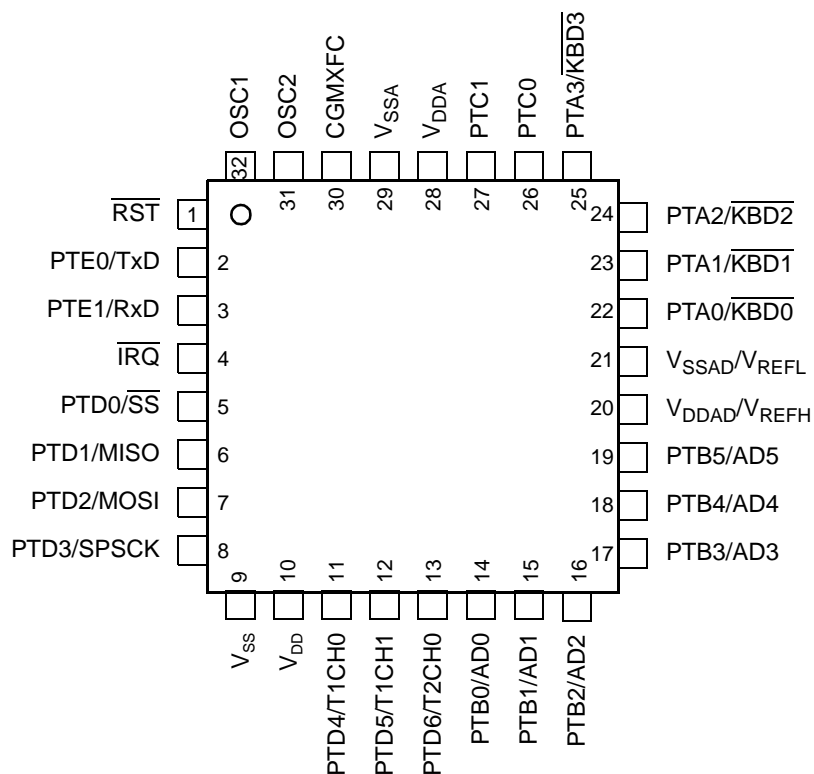 OSC1
OSC2
CGMXFC
VSSA
VDDA
PTC1
PTC0
PTA3/KBD3
32
31
30
29
28
27
26
25
RST
1
PTE0/TxD
2
PTE1/RxD
3
IRQ
4
PTD0/SS
5
PTD1/MISO
6
PTD2/MOSI
7
PTD3/SPSCK
8
24
PTA2/KBD2
23
PTA1/KBD1
22
PTA0/KBD0
21
VSSAD/VREFL
20
VDDAD/VREFH
19
PTB5/AD5
18
PTB4/AD4
17
PTB3/AD3
9
10
11
12
13
14
15
16
VSS
VDD
PTD4/T1CH0
PTD5/T1CH1
PTD6/T2CH0
PTB0/AD0
PTB1/AD1
PTB2/AD2